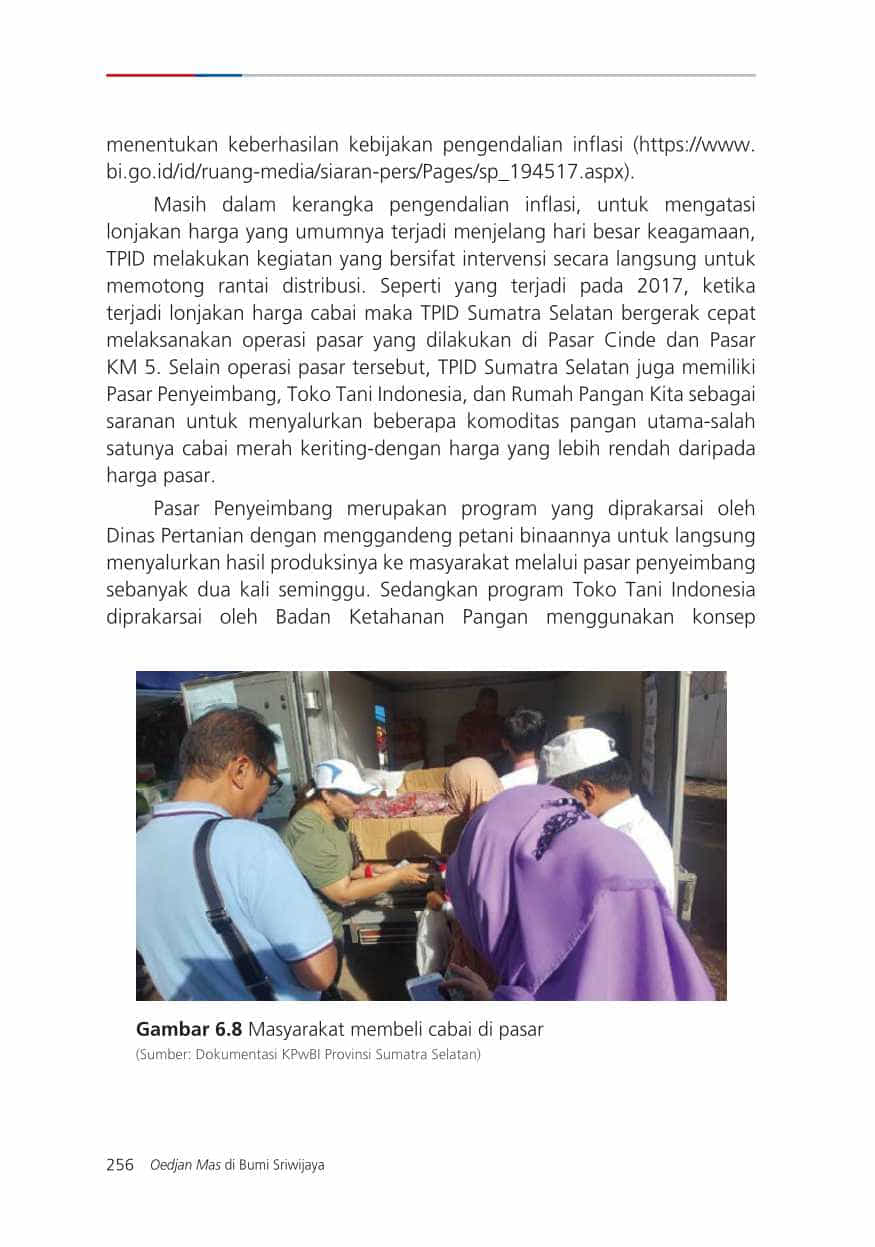 menentukan keberhasilan kebijakan pengendalian inflasi (https://www.
bi.go.id/id/ruang-media/siaran-pers/Pages/sp_194517.aspx).
Masih dalam kerangka pengendalian inflasi, untuk mengatasi
lonjakan harga yang umumnya terjadi menjelang hari besar keagamaan,
TPID melakukan kegiatan yang bersifat intervensi secara langsung untuk
memotong rantai distribusi. Seperti yang terjadi pada 2017, ketika
terjadi lonjakan harga cabai maka TPID Sumatra Selatan bergerak cepat
melaksanakan operasi pasar yang dilakukan di Pasar Cinde dan Pasar
KM 5. Selain operasi pasar tersebut, TPID Sumatra Selatan juga memiliki
Pasar Penyeimbang, Toko Tani Indonesia, dan Rumah Pangan Kita sebagai
saranan untuk menyalurkan beberapa komoditas pangan utama-salah
satunya cabai merah keriting-dengan harga yang lebih rendah daripada
harga pasar.
Pasar Penyeimbang merupakan program yang diprakarsai oleh
Dinas Pertanian dengan menggandeng petani binaannya untuk langsung
menyalurkan hasil produksinya ke masyarakat melalui pasar penyeimbang
sebanyak dua kali seminggu. Sedangkan program Toko Tani Indonesia
diprakarsai oleh Badan Ketahanan Pangan menggunakan konsep
Gambar 6.8 Masyarakat membeli cabai di pasar
(Sumber: Dokumentasi KPwBI Provinsi Sumatra Selatan)
256 Oedjan Mas di Bumi Sriwijaya